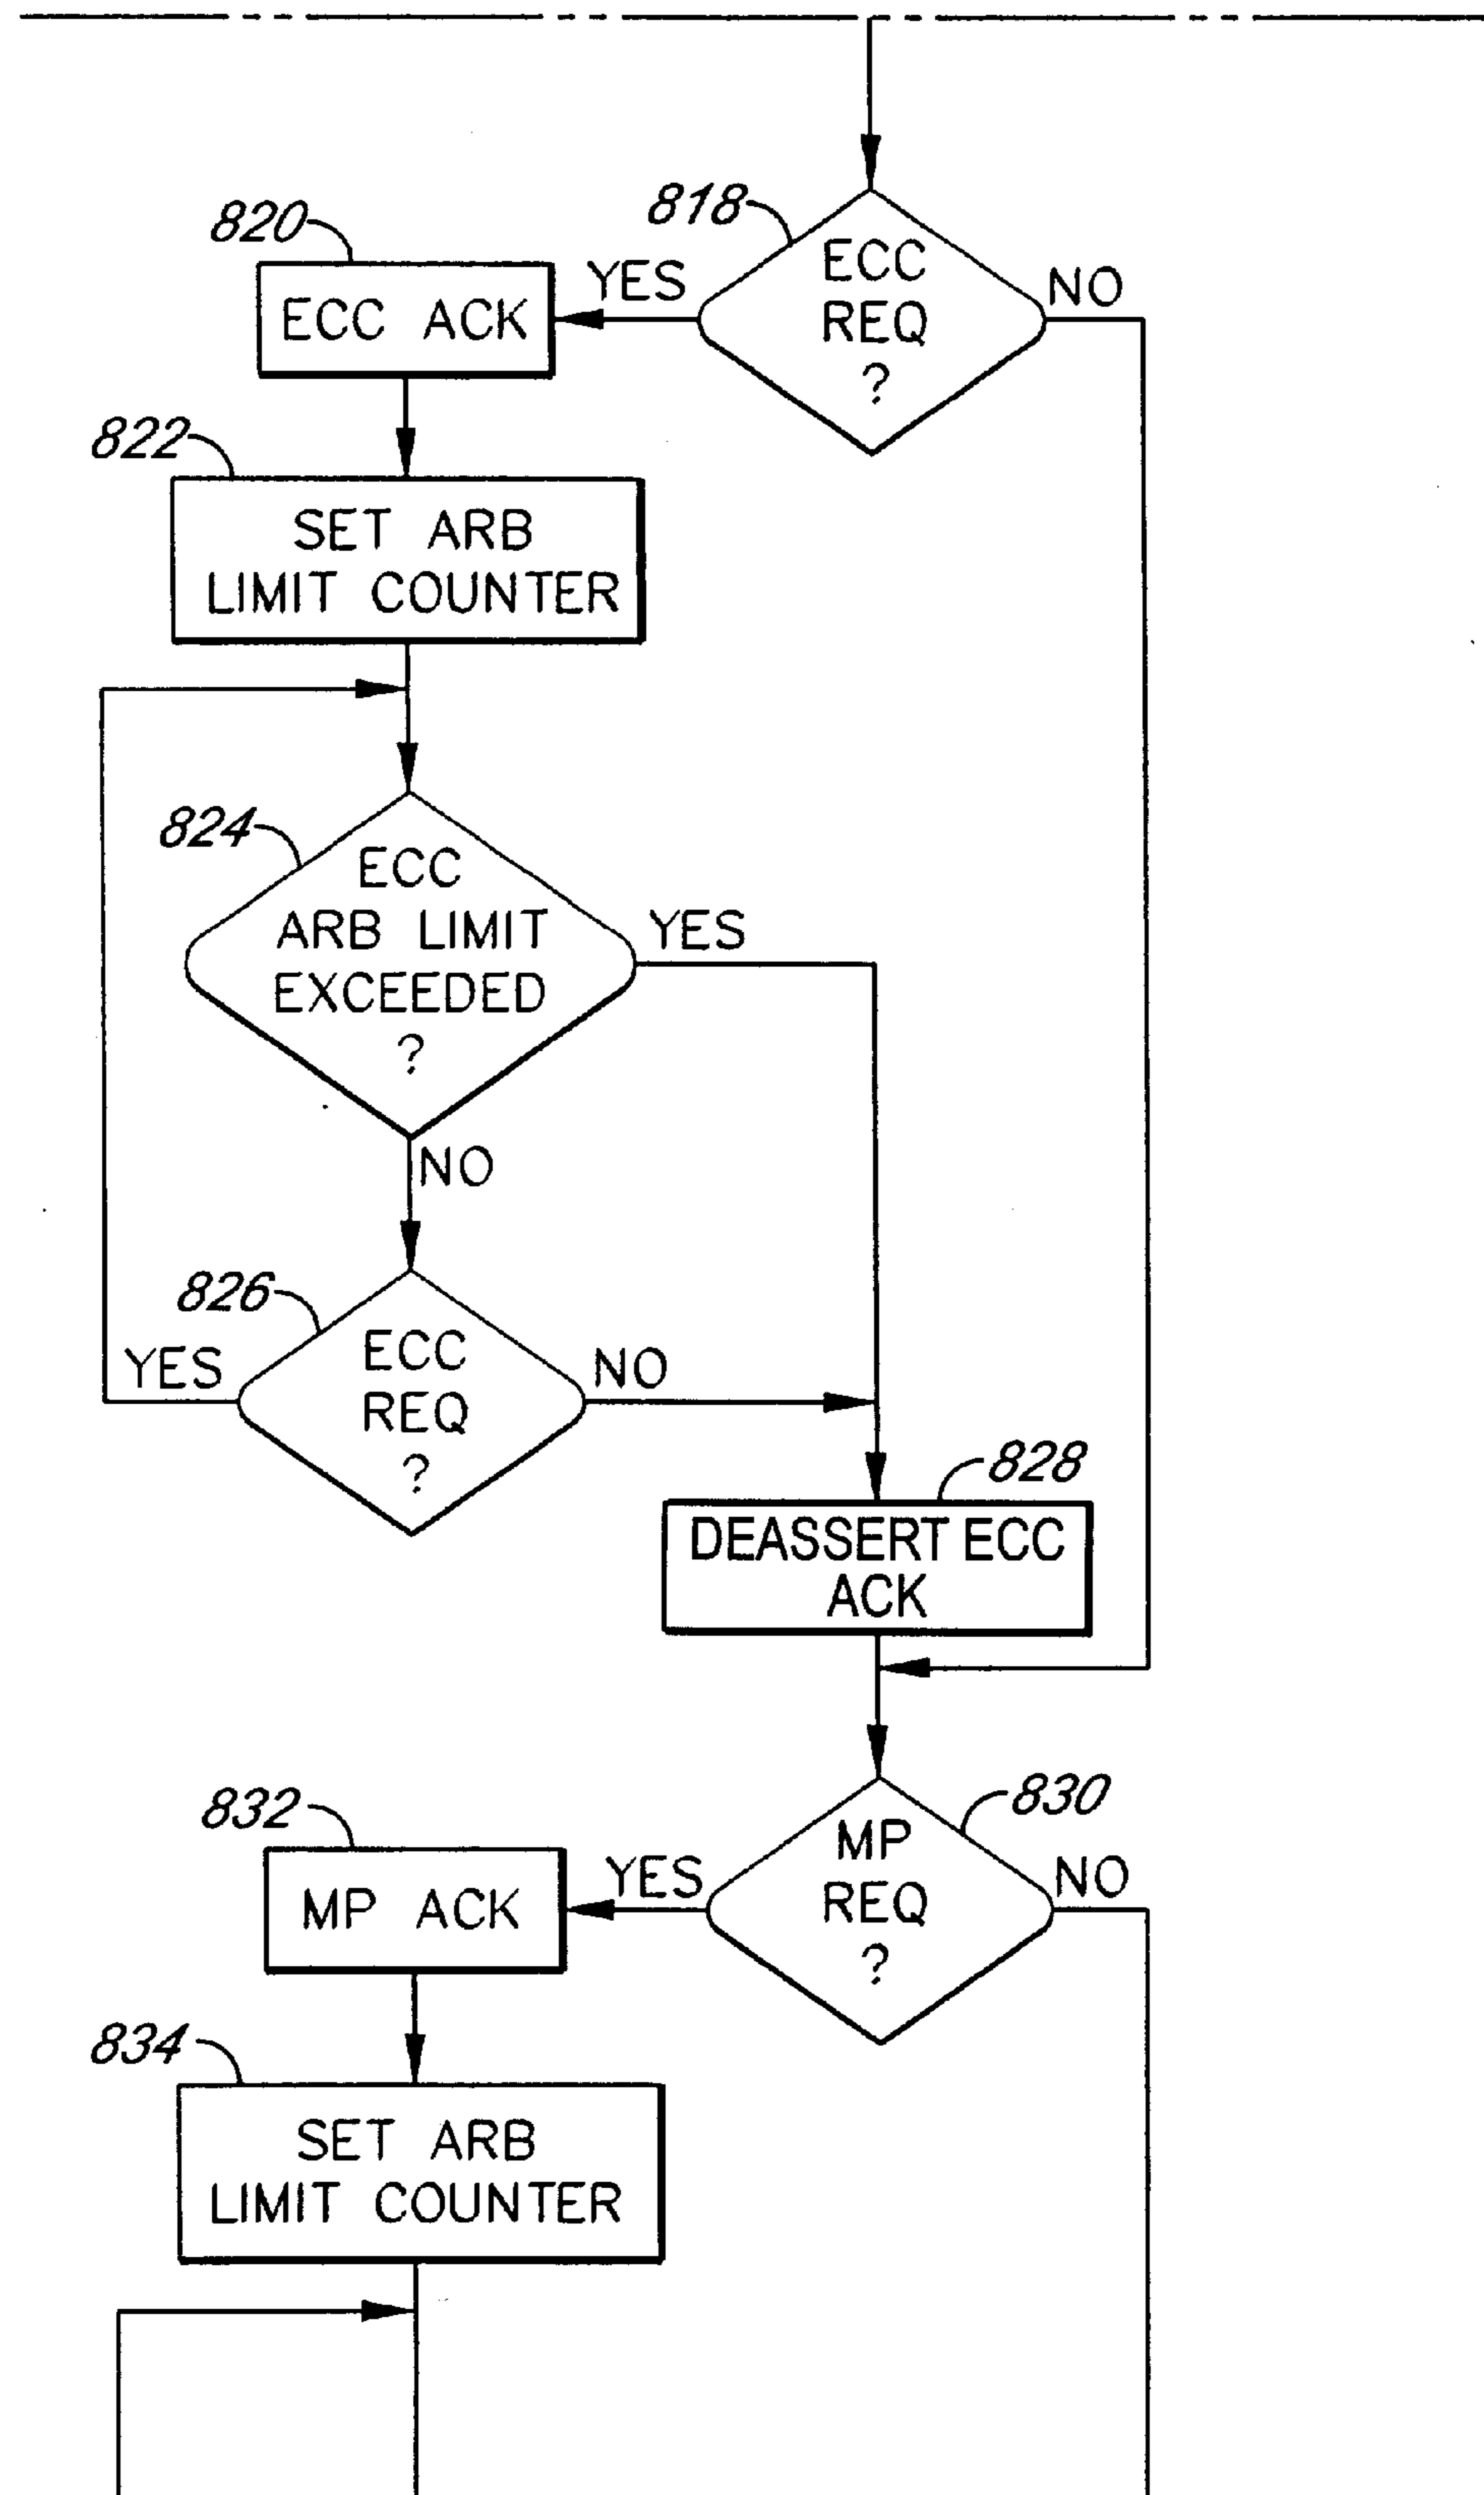 818
ECC
REQ
?
YES
NO
820
ECC ACK
822
SET ARB
LIMIT COUNTER
824
ECC
ARB LIMIT
EXCEEDED
?
YES
NO
826
ECC
REQ
?
YES
NO
828
DEASSERT ECC
ACK
830
MP
REQ
?
YES
NO
832
MP ACK
834
SET ARB
LIMIT COUNTER